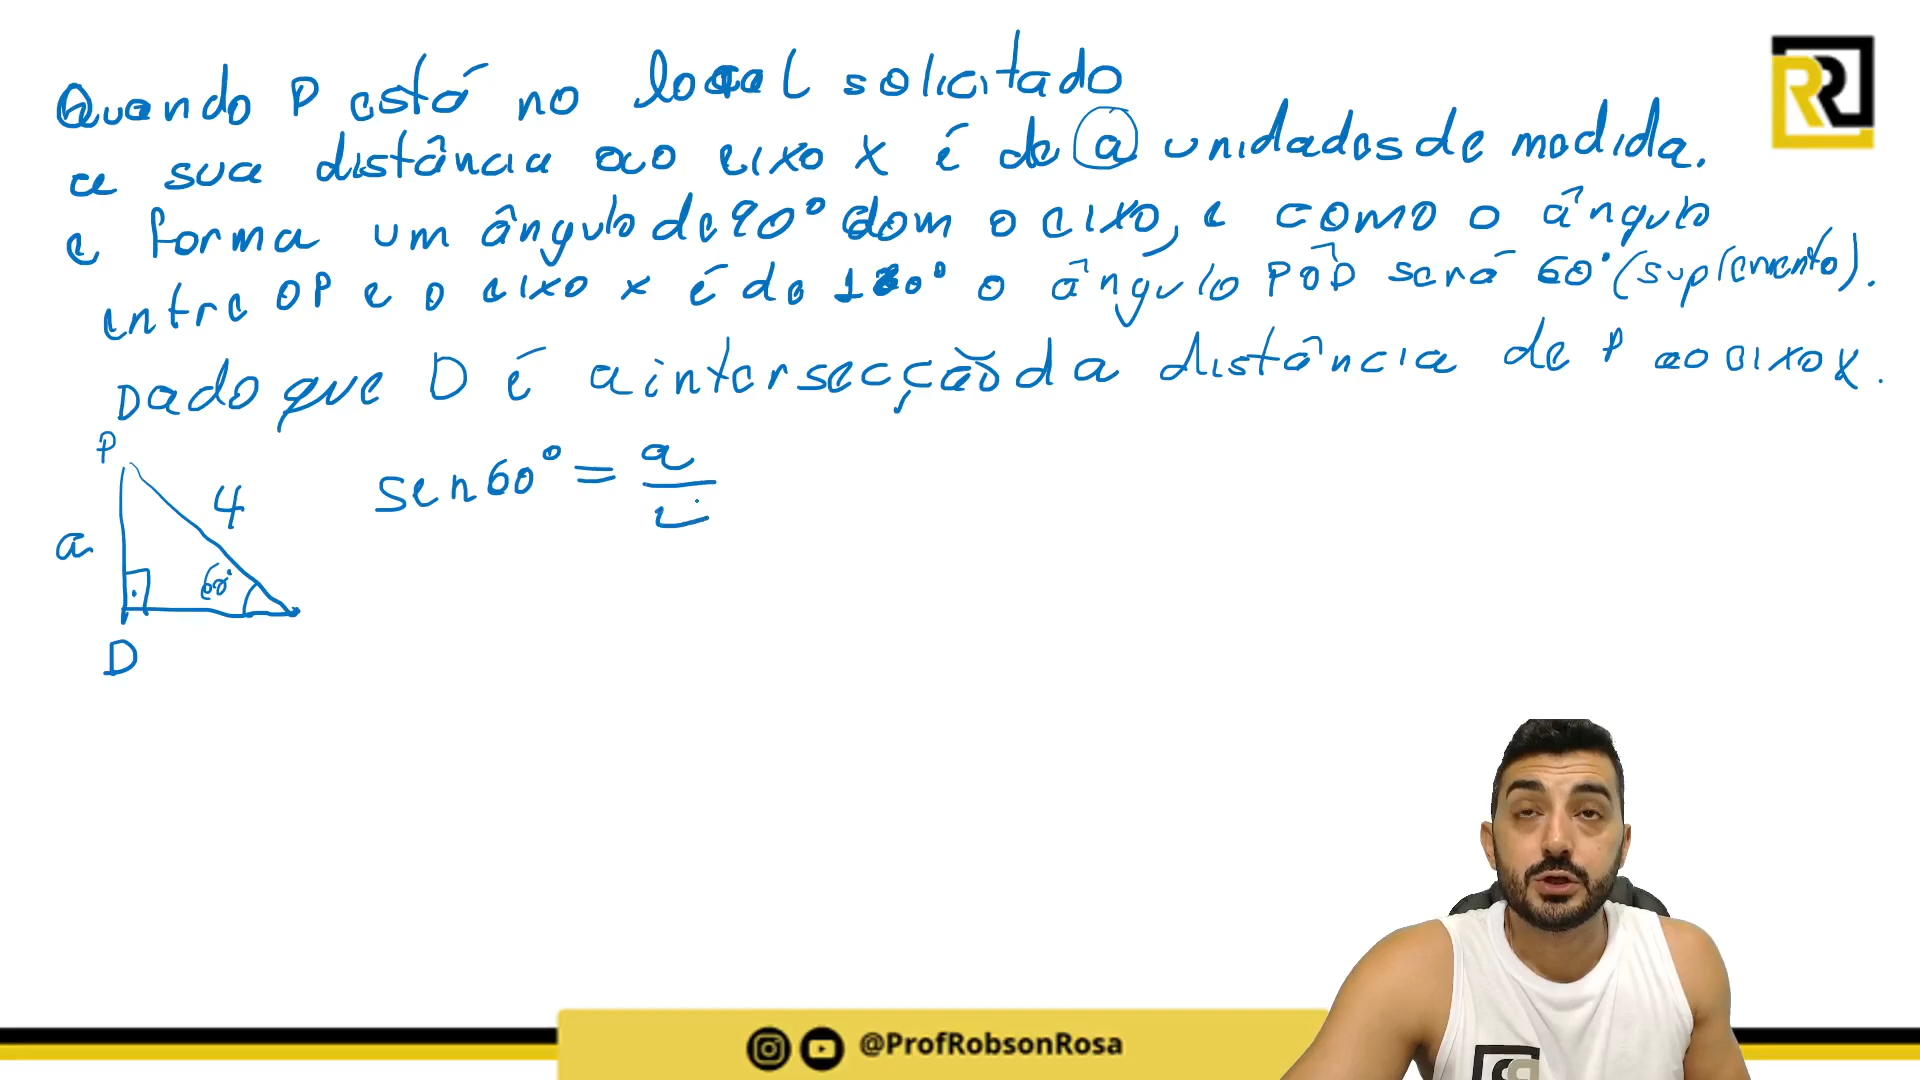 Quando P está no local solicitado
a sua distância ao eixo x é de a unidades de medida.
e forma um ângulo de 90° com o eixo, e como o ângulo
entre OP e o eixo x é de 120° o ângulo PÔD será 60° (suplemento).
Dado que D é a intersecção da distância de P ao eixo x.
P
sen 60° = a
4
a
60°
D
RR
@ProfRobsonRosa